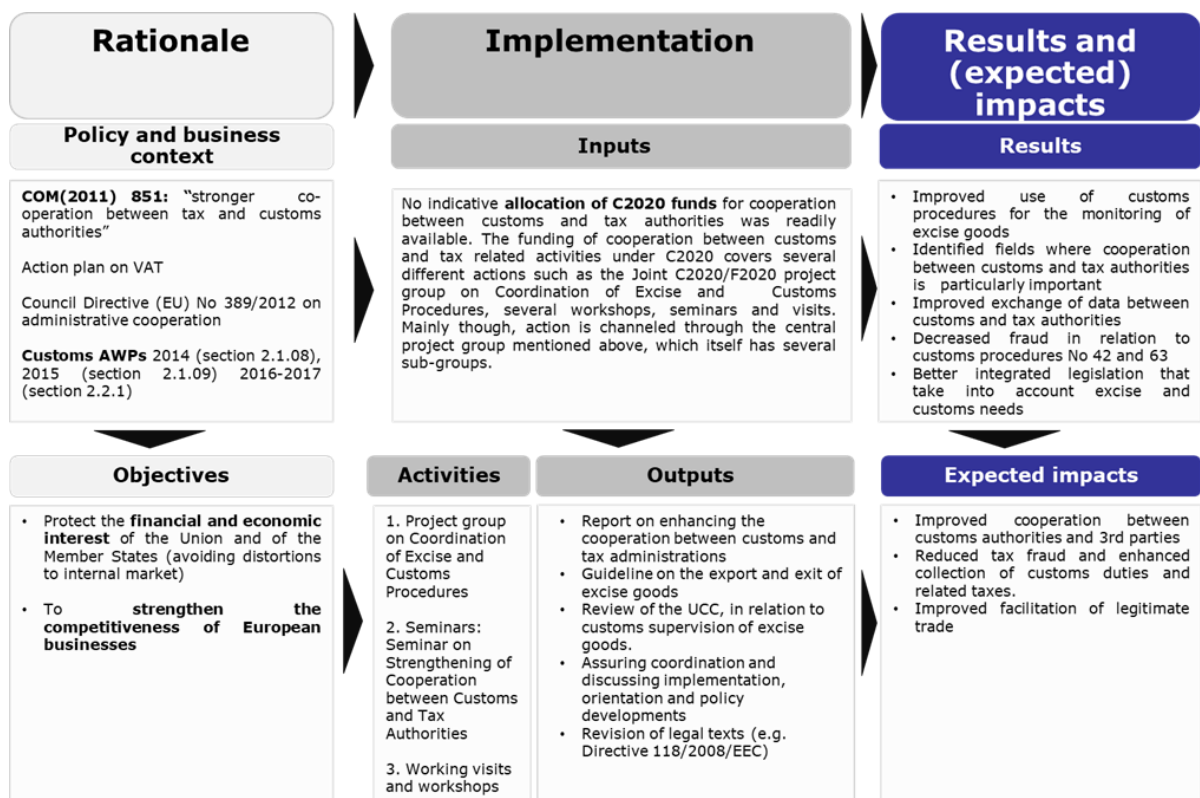 Rationale
Implementation
Results and
(expected)
impacts
Policy and business
context
Inputs
Results
COM(2011) 851: “stronger co-
operation between tax and customs
authorities”
Action plan on VAT
Council Directive (EU) No 389/2012 on
administrative cooperation
Customs AWPs 2014 (section 2.1.08),
2015 (section 2.1.09) 2016-2017
(section 2.2.1)
No indicative allocation of C2020 funds for cooperation
between customs and tax authorities was readily
available. The funding of cooperation between customs
and tax related activities under C2020 covers several
different actions such as the Joint C2020/F2020 project
group on Coordination of Excise and Customs
Procedures, several workshops, seminars and visits.
Mainly though, action is channeled through the central
project group mentioned above, which itself has several
sub-groups.
• Improved use of customs
procedures for the monitoring of
excise goods
• Identified fields where cooperation
between customs and tax authorities
is particularly important
• Improved exchange of data between
customs and tax authorities
• Decreased fraud in relation to
customs procedures No 42 and 63
• Better integrated legislation that
take into account excise and
customs needs
Objectives
Activities
Outputs
Expected impacts
• Protect the financial and economic
interest of the Union and of the
Member States (avoiding distortions
to internal market)
• To strengthen the
competitiveness of European
businesses
1. Project group
on Coordination
of Excise and
Customs
Procedures
2. Seminars:
Seminar on
Strengthening of
Cooperation
between Customs
and Tax
Authorities
3. Working visits
and workshops
• Report on enhancing the
cooperation between customs and
tax administrations
• Guideline on the export and exit of
excise goods
• Review of the UCC, in relation to
customs supervision of excise
goods.
• Assuring coordination and
discussing implementation,
orientation and policy
developments
• Revision of legal texts (e.g.
Directive 118/2008/EEC)
• Improved cooperation between
customs authorities and 3rd parties
• Reduced tax fraud and enhanced
collection of customs duties and
related taxes.
• Improved facilitation of legitimate
trade